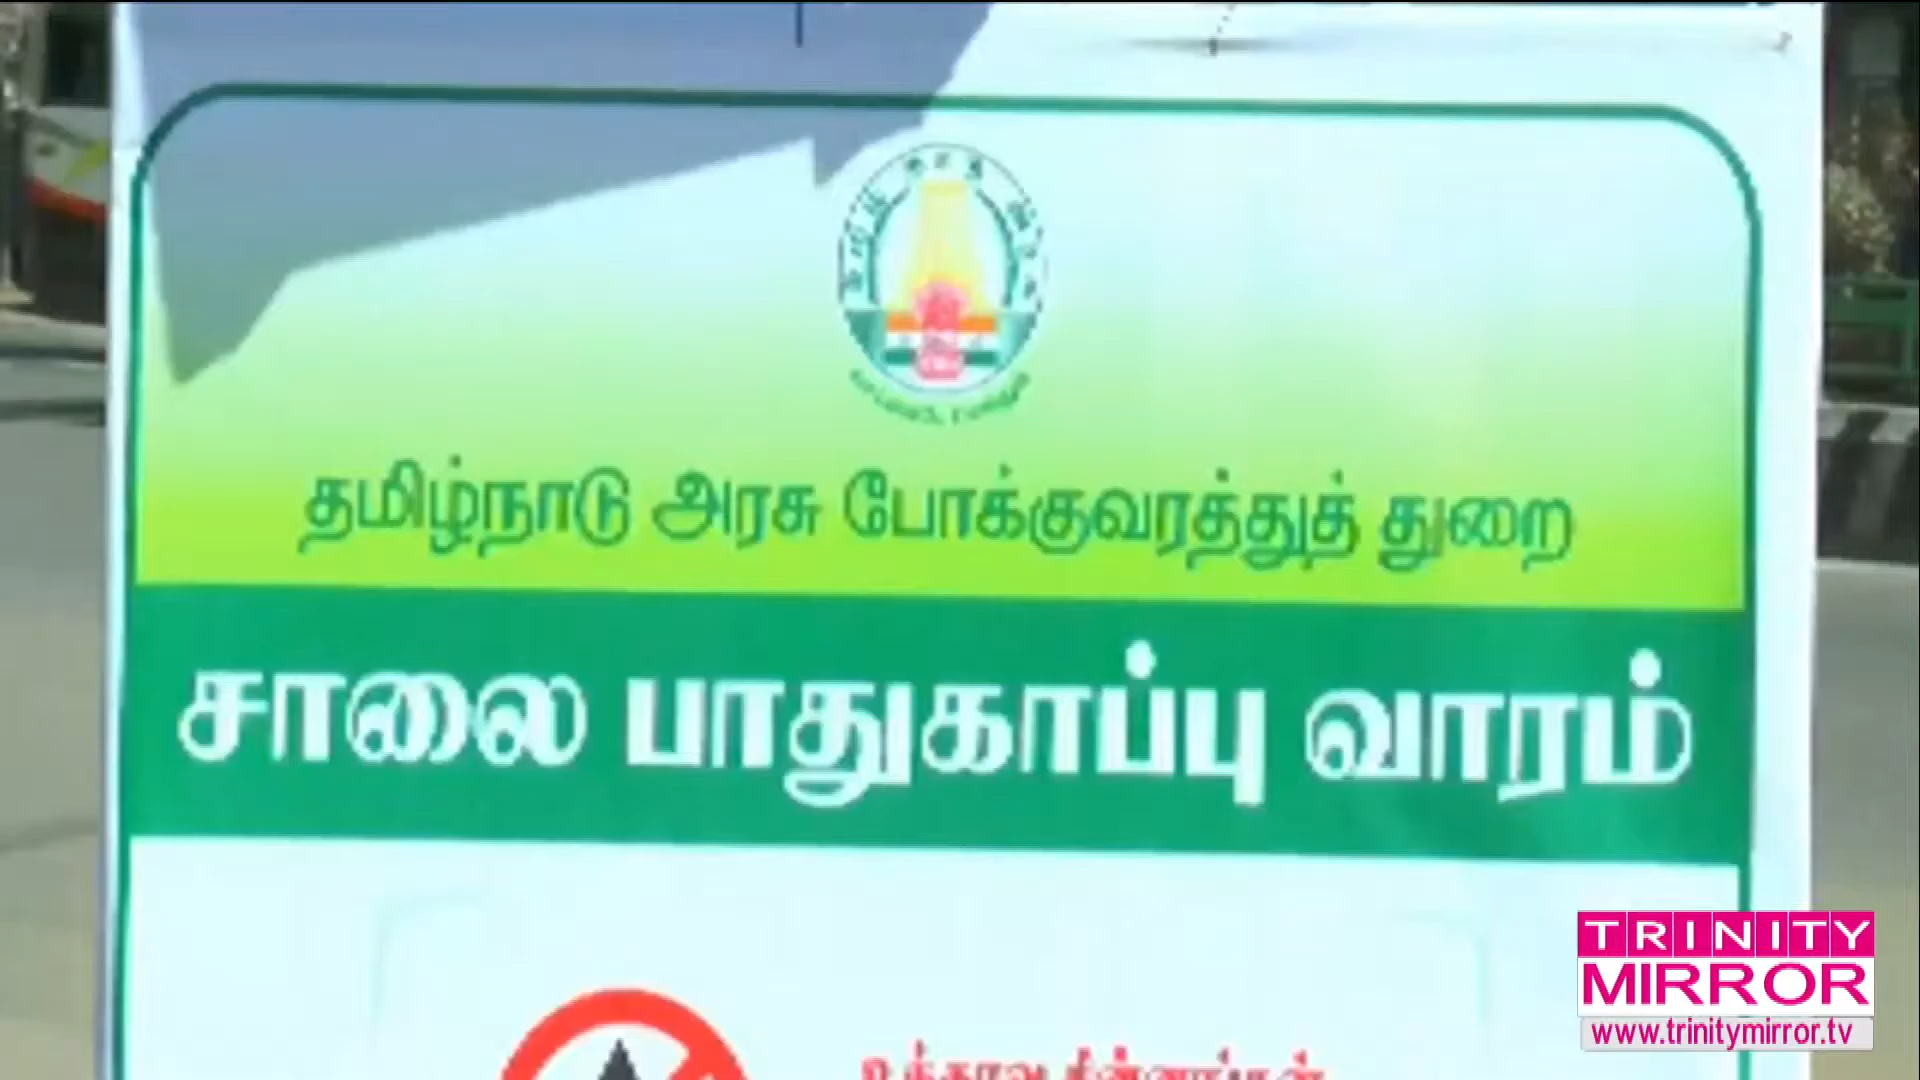 தமிழ்நாடு அரசு போக்குவரத்துத் துறை
சாலை பாதுகாப்பு வாரம்
TRINITY
MIRROR
www.trinitymirror.tv